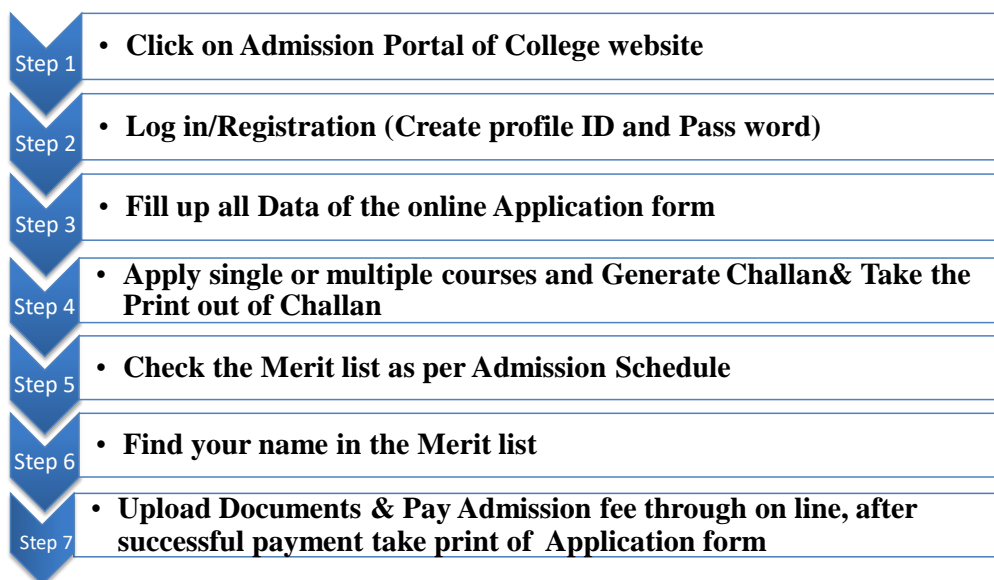 Step 1
• Click on Admission Portal of College website
Step 2
• Log in/Registration (Create profile ID and Pass word)
Step 3
• Fill up all Data of the online Application form
Step 4
• Apply single or multiple courses and Generate Challan& Take the
Print out of Challan
Step 5
• Check the Merit list as per Admission Schedule
Step 6
• Find your name in the Merit list
Step 7
• Upload Documents & Pay Admission fee through on line, after
successful payment take print of Application form